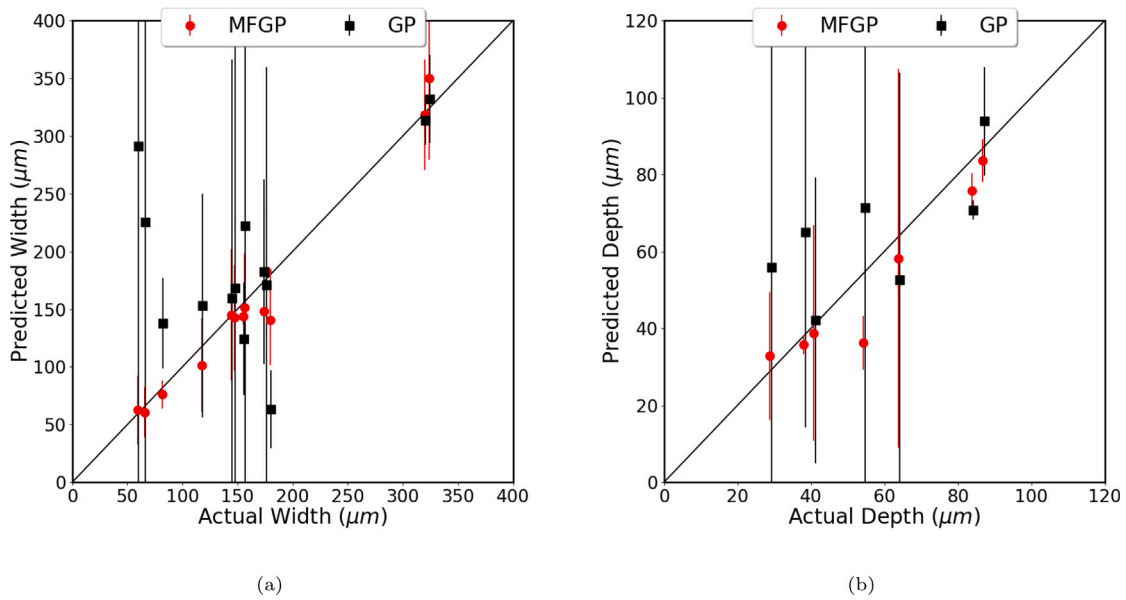 MFGP GP
400
350
300
250
200
150
100
50
0
0 50 100 150 200 250 300 350 400
Predicted Width (μm)
Actual Width (μm)
(a)
MFGP GP
120
100
80
60
40
20
0
0 20 40 60 80 100 120
Predicted Depth (μm)
Actual Depth (μm)
(b)